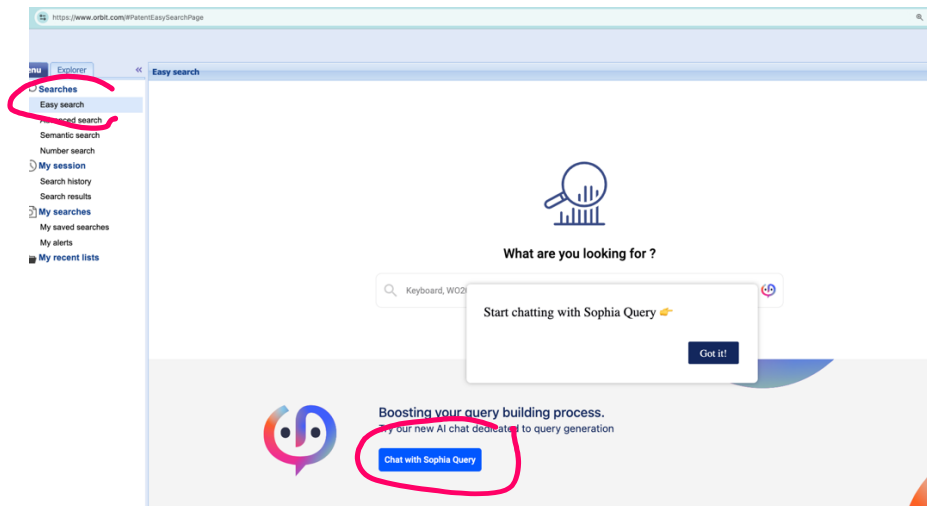 https://www.orbit.com/#PatentEasySearchPage
enu Explorer «
Easy search
Searches
Easy search
Advanced search
Semantic search
Number search
My session
Search history
Search results
My searches
My saved searches
My alerts
My recent lists
What are you looking for ?
Keyboard, WO2
Start chatting with Sophia Query 👉
Got it!
Boosting your query building process.
Try our new AI chat dedicated to query generation
Chat with Sophia Query